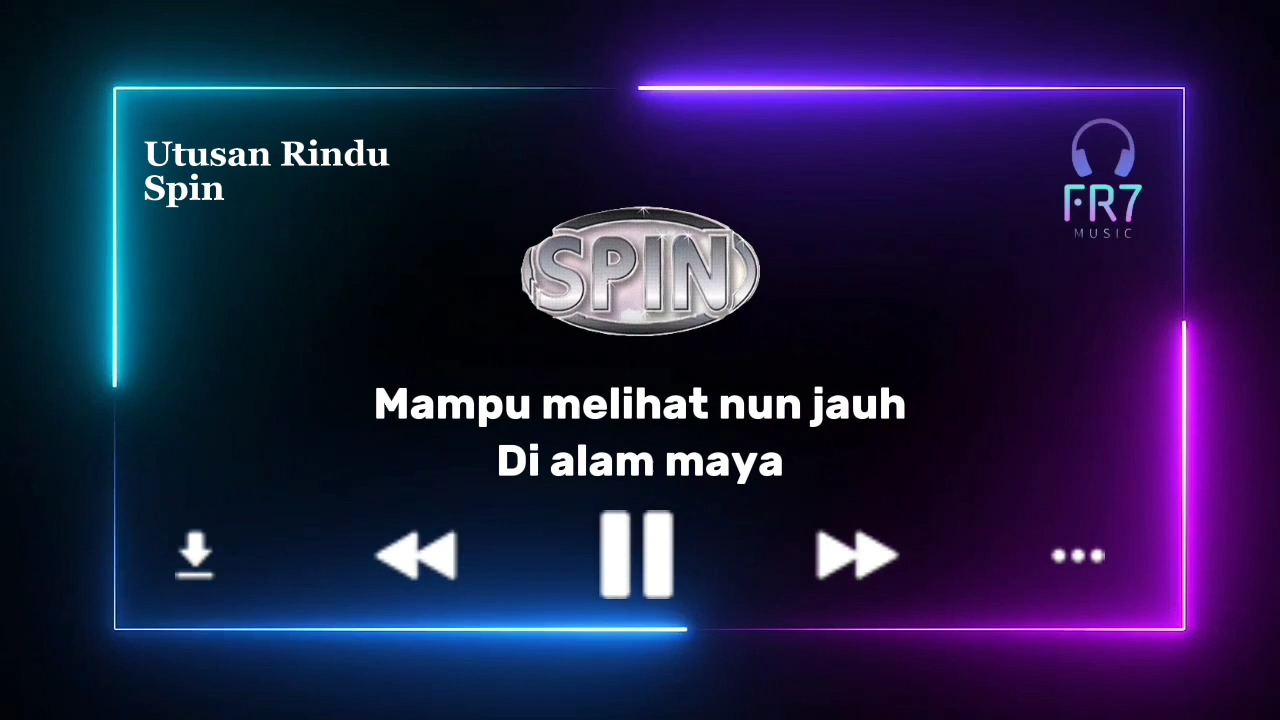 Utusan Rindu
Spin
FR7
MUSIC
SPIN
Mampu melihat nun jauh
Di alam maya